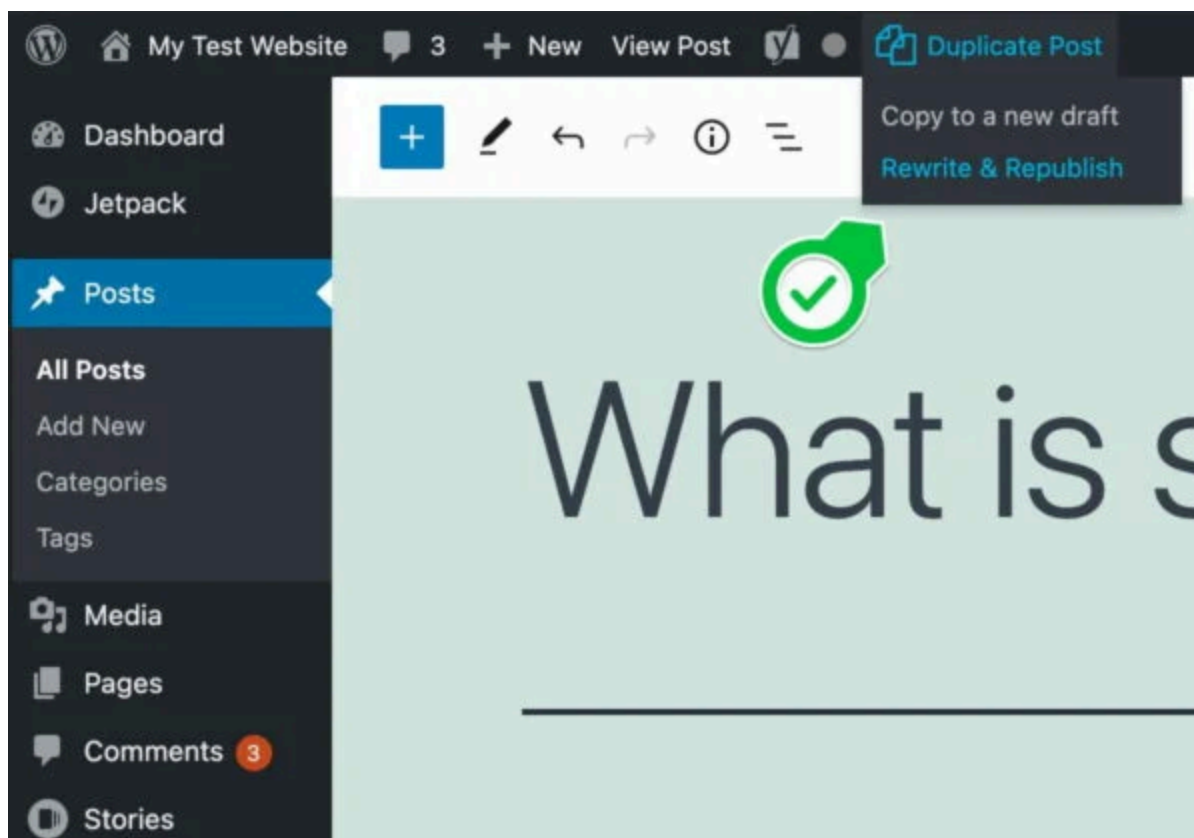 My Test Website 3 New View Post Duplicate Post
Copy to a new draft
Rewrite & Republish
Dashboard
Jetpack
Posts
All Posts
Add New
Categories
Tags
Media
Pages
Comments 3
Stories
What is s